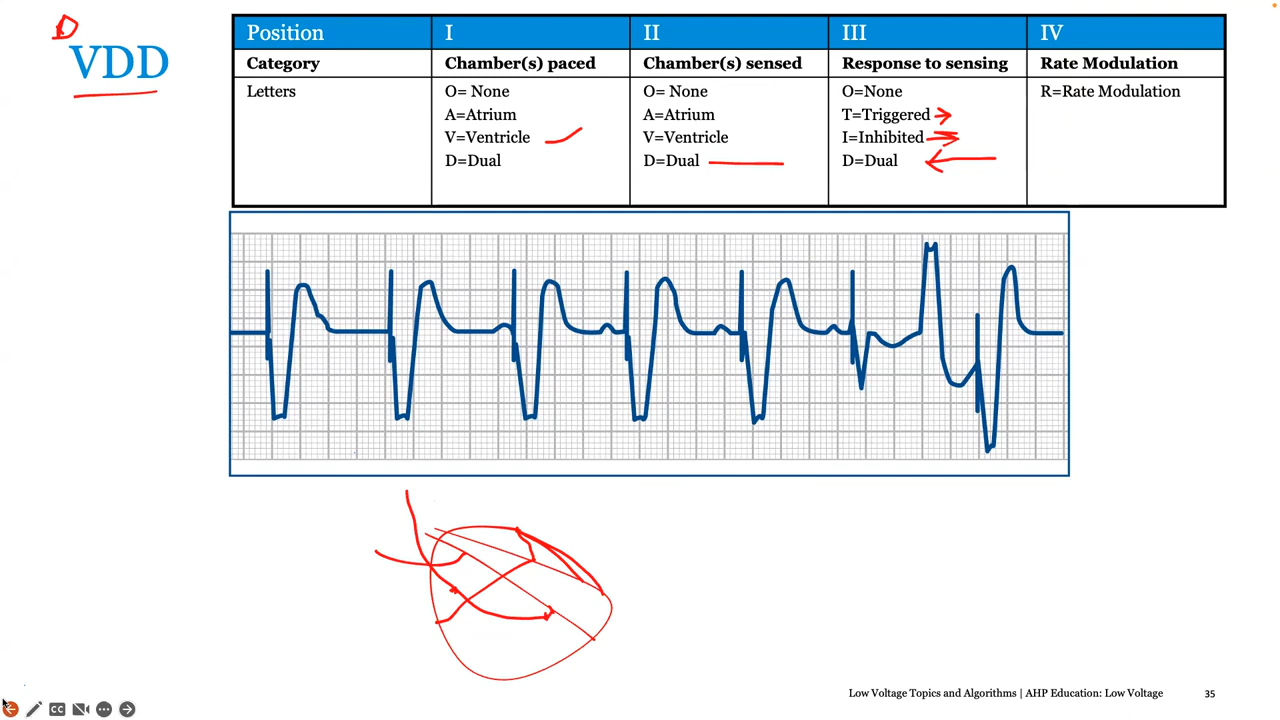 D
VDD
Position I II III IV
Category Chamber(s) paced Chamber(s) sensed Response to sensing Rate Modulation
Letters O= None O= None O=None R=Rate Modulation
A=Atrium A=Atrium T=Triggered
V=Ventricle V=Ventricle I=Inhibited
D=Dual D=Dual D=Dual
CC
Low Voltage Topics and Algorithms | AHP Education: Low Voltage 35